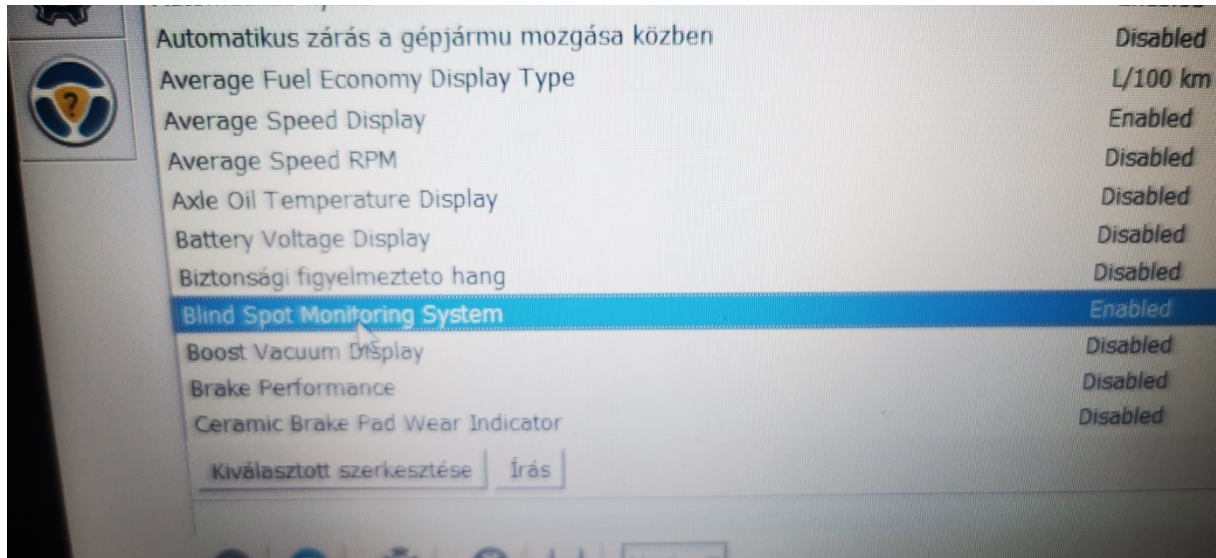 Automatikus zárás a gépjármu mozgása közben Disabled
Average Fuel Economy Display Type L/100 km
Average Speed Display Enabled
Average Speed RPM Disabled
Axle Oil Temperature Display Disabled
Battery Voltage Display Disabled
Biztonsági figyelmezteto hang Disabled
Blind Spot Monitoring System Enabled
Boost Vacuum Display Disabled
Brake Performance Disabled
Ceramic Brake Pad Wear Indicator Disabled
Kiválasztott szerkesztése Írás